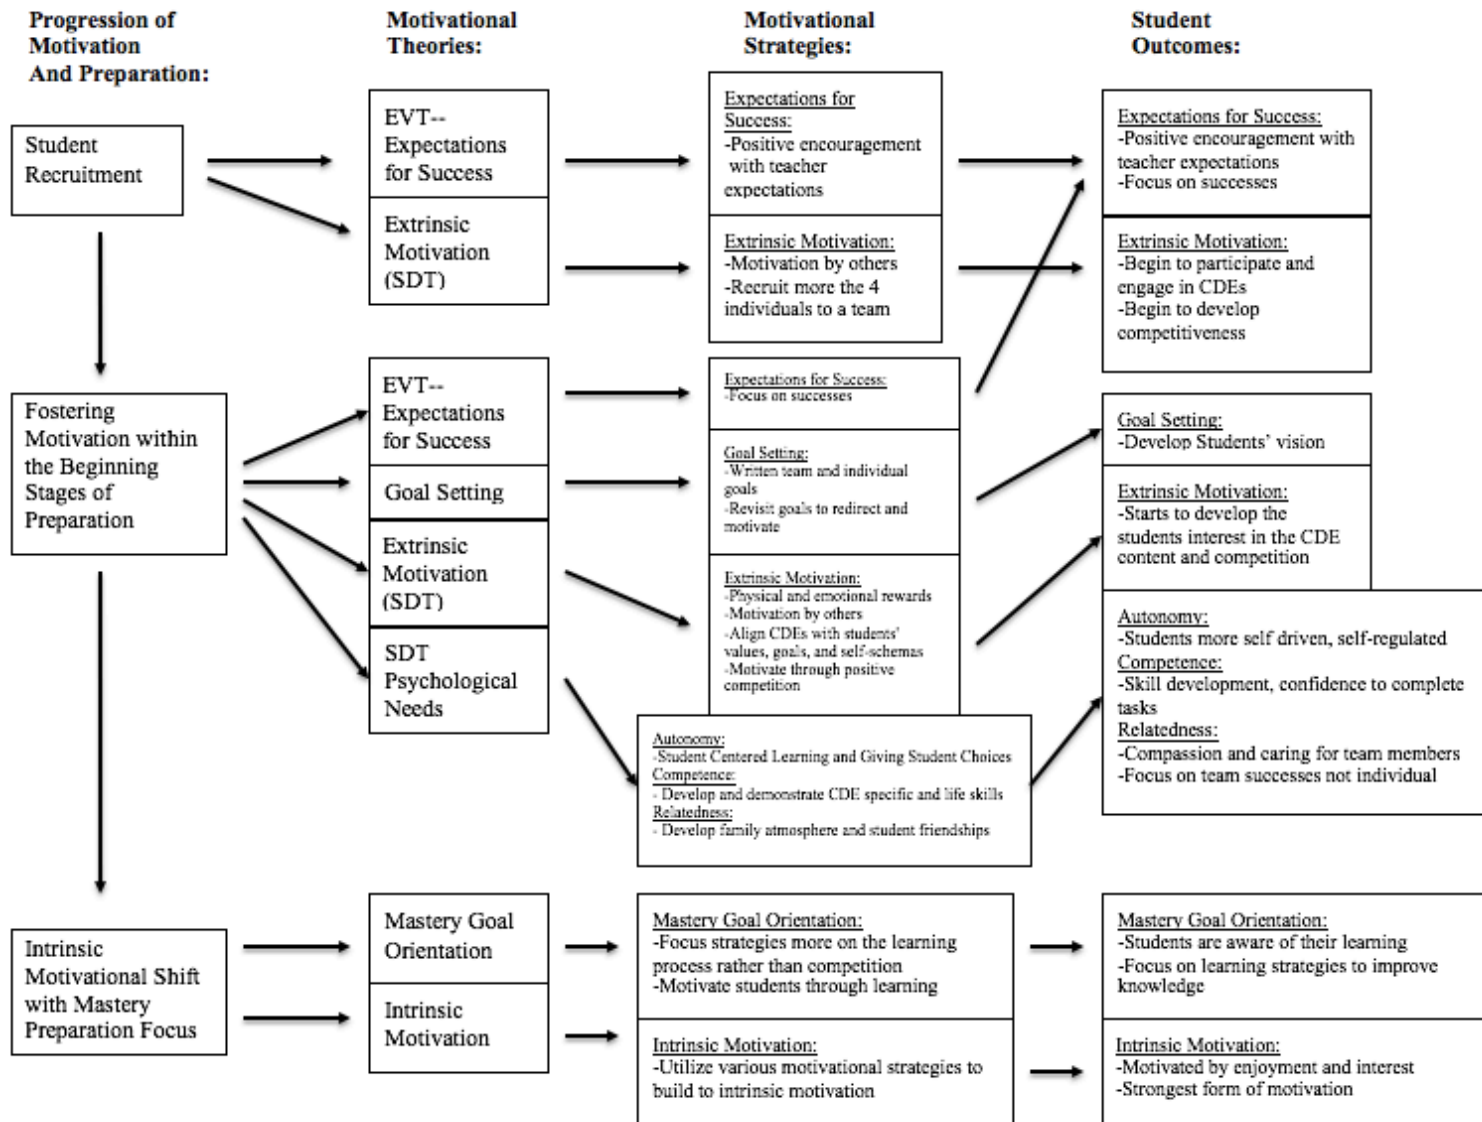 Progression of
Motivation
And Preparation:
Motivational
Theories:
Motivational
Strategies:
Student
Outcomes:
Student
Recruitment
EVT--
Expectations
for Success
Extrinsic
Motivation
(SDT)
Expectations for
Success:
-Positive encouragement
with teacher
expectations
Extrinsic Motivation:
-Motivation by others
-Recruit more the 4
individuals to a team
Expectations for Success:
-Positive encouragement with
teacher expectations
-Focus on successes
Extrinsic Motivation:
-Begin to participate and
engage in CDEs
-Begin to develop
competitiveness
Fostering
Motivation within
the Beginning
Stages of
Preparation
EVT--
Expectations
for Success
Goal Setting
Extrinsic
Motivation
(SDT)
SDT
Psychological
Needs
Expectations for Success:
-Focus on successes
Goal Setting:
-Written team and individual
goals
-Revisit goals to redirect and
motivate
Extrinsic Motivation:
-Physical and emotional rewards
-Motivation by others
-Align CDEs with students'
values, goals, and self-schemas
-Motivate through positive
competition
Autonomy:
-Student Centered Learning and Giving Student Choices
Competence:
- Develop and demonstrate CDE specific and life skills
Relatedness:
- Develop family atmosphere and student friendships
Goal Setting:
-Develop Students' vision
Extrinsic Motivation:
-Starts to develop the
students interest in the CDE
content and competition
Autonomy:
-Students more self driven, self-regulated
Competence:
-Skill development, confidence to complete
tasks
Relatedness:
-Compassion and caring for team members
-Focus on team successes not individual
Intrinsic
Motivational Shift
with Mastery
Preparation Focus
Mastery Goal
Orientation
Intrinsic
Motivation
Mastery Goal Orientation:
-Focus strategies more on the learning
process rather than competition
-Motivate students through learning
Intrinsic Motivation:
-Utilize various motivational strategies to
build to intrinsic motivation
Mastery Goal Orientation:
-Students are aware of their learning
-Focus on learning strategies to improve
knowledge
Intrinsic Motivation:
-Motivated by enjoyment and interest
-Strongest form of motivation